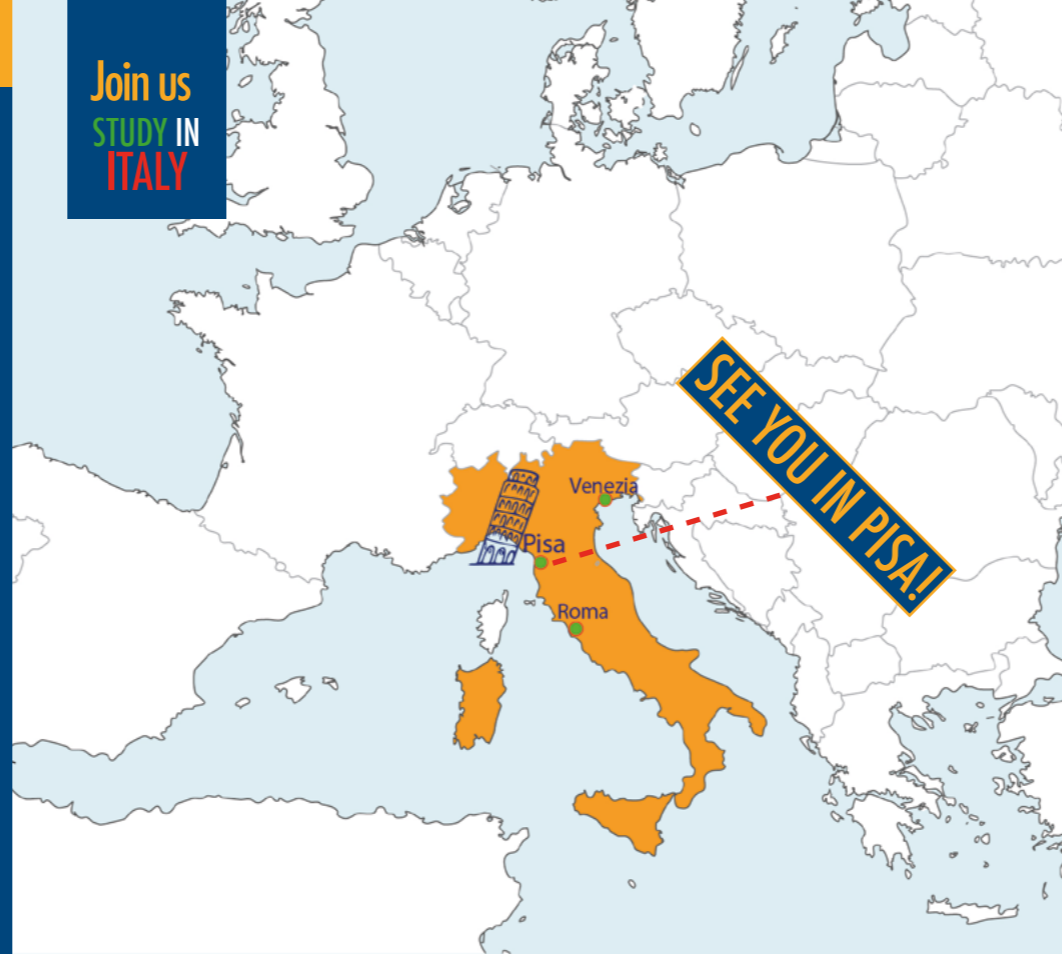 Join us
STUDY IN
ITALY
SEE YOU IN PISA!
Venezia
Pisa
Roma